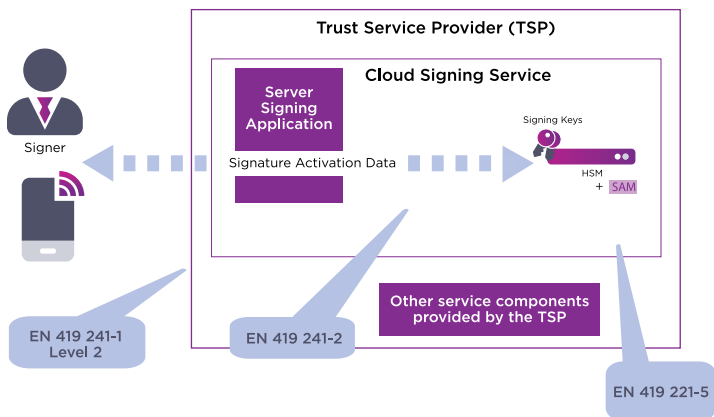 Trust Service Provider (TSP)
Cloud Signing Service
Server
Signing
Application
Signing Keys
Signer
Signature Activation Data
HSM
+ SAM
Other service components
provided by the TSP
EN 419 241-1
Level 2
EN 419 241-2
EN 419 221-5